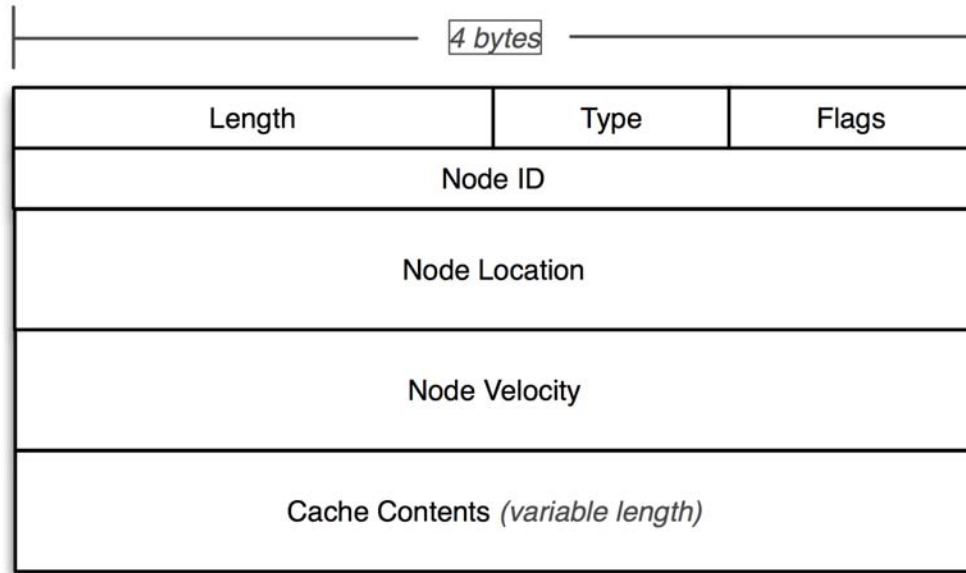 4 bytes
Length Type Flags
Node ID
Node Location
Node Velocity
Cache Contents (variable length)